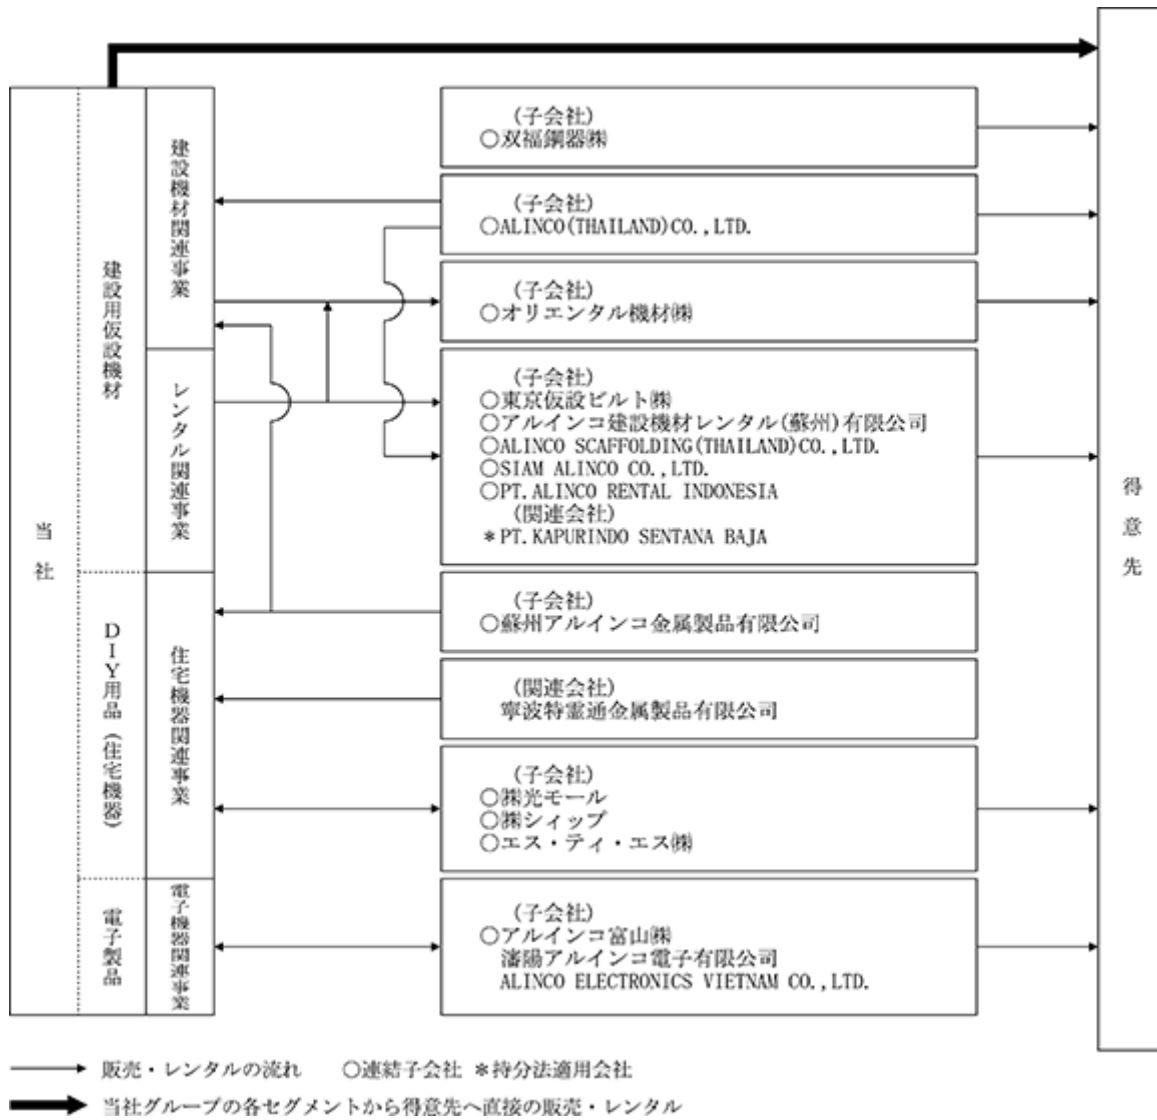 当社
建設用仮設機材
DIY用品(住宅機器)
電子製品
建設機材関連事業
レンタル関連事業
住宅機器関連事業
電子機器関連事業
(子会社)
○双福鋼器㈱
(子会社)
○ALINCO(THAILAND)CO.,LTD.
(子会社)
○オリエンタル機材㈱
(子会社)
○東京仮設ビルト㈱
○アルインコ建設機材レンタル(蘇州)有限公司
○ALINCO SCAFFOLDING(THAILAND)CO.,LTD.
○SIAM ALINCO CO.,LTD.
○PT.ALINCO RENTAL INDONESIA
(関連会社)
＊PT.KAPURINDO SENTANA BAJA
(子会社)
○蘇州アルインコ金属製品有限公司
(関連会社)
寧波特霊通金属製品有限公司
(子会社)
○㈱光モール
○㈱シィップ
○エス・ティ・エス㈱
(子会社)
○アルインコ富山㈱
瀋陽アルインコ電子有限公司
ALINCO ELECTRONICS VIETNAM CO.,LTD.
得意先
販売・レンタルの流れ ○連結子会社 ＊持分法適用会社
当社グループの各セグメントから得意先へ直接の販売・レンタル